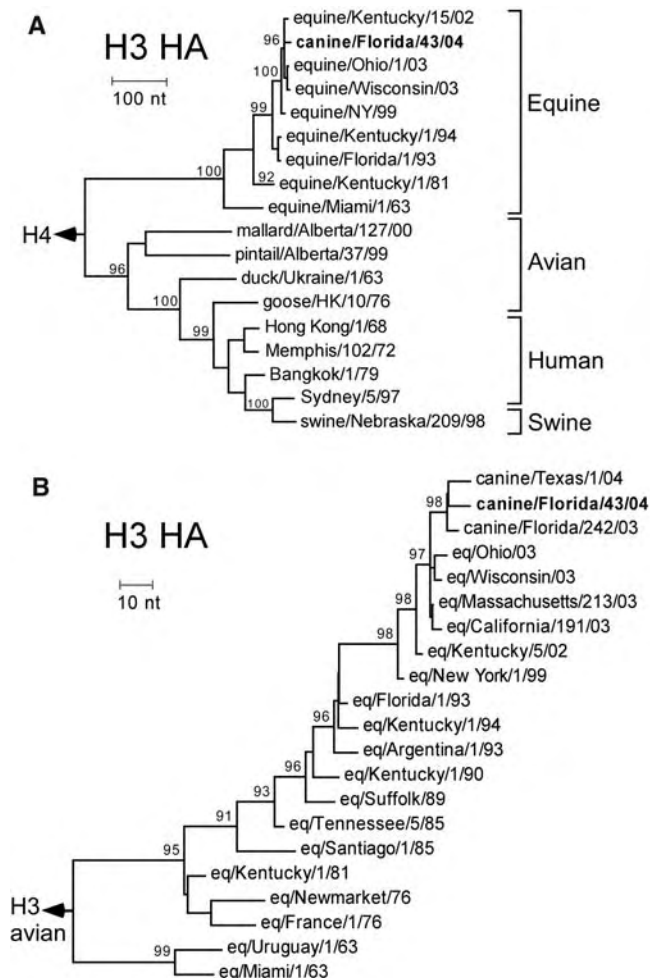 A
H3 HA
100 nt
equine/Kentucky/15/02
96
canine/Florida/43/04
100
equine/Ohio/1/03
equine/Wisconsin/03
99
equine/NY/99
equine/Kentucky/1/94
equine/Florida/1/93
100
92
equine/Kentucky/1/81
equine/Miami/1/63
Equine
H4
mallard/Alberta/127/00
96
pintail/Alberta/37/99
100
duck/Ukraine/1/63
99
goose/HK/10/76
Avian
Hong Kong/1/68
Memphis/102/72
Bangkok/1/79
Sydney/5/97
Human
100
swine/Nebraska/209/98
Swine
B
H3 HA
10 nt
canine/Texas/1/04
98
canine/Florida/43/04
canine/Florida/242/03
97
eq/Ohio/03
eq/Wisconsin/03
98
eq/Massachusetts/213/03
eq/California/191/03
98
eq/Kentucky/5/02
eq/New York/1/99
eq/Florida/1/93
96
eq/Kentucky/1/94
eq/Argentina/1/93
96
eq/Kentucky/1/90
93
eq/Suffolk/89
91
eq/Tennessee/5/85
eq/Santiago/1/85
95
eq/Kentucky/1/81
eq/Newmarket/76
H3
avian
eq/France/1/76
99
eq/Uruguay/1/63
eq/Miami/1/63